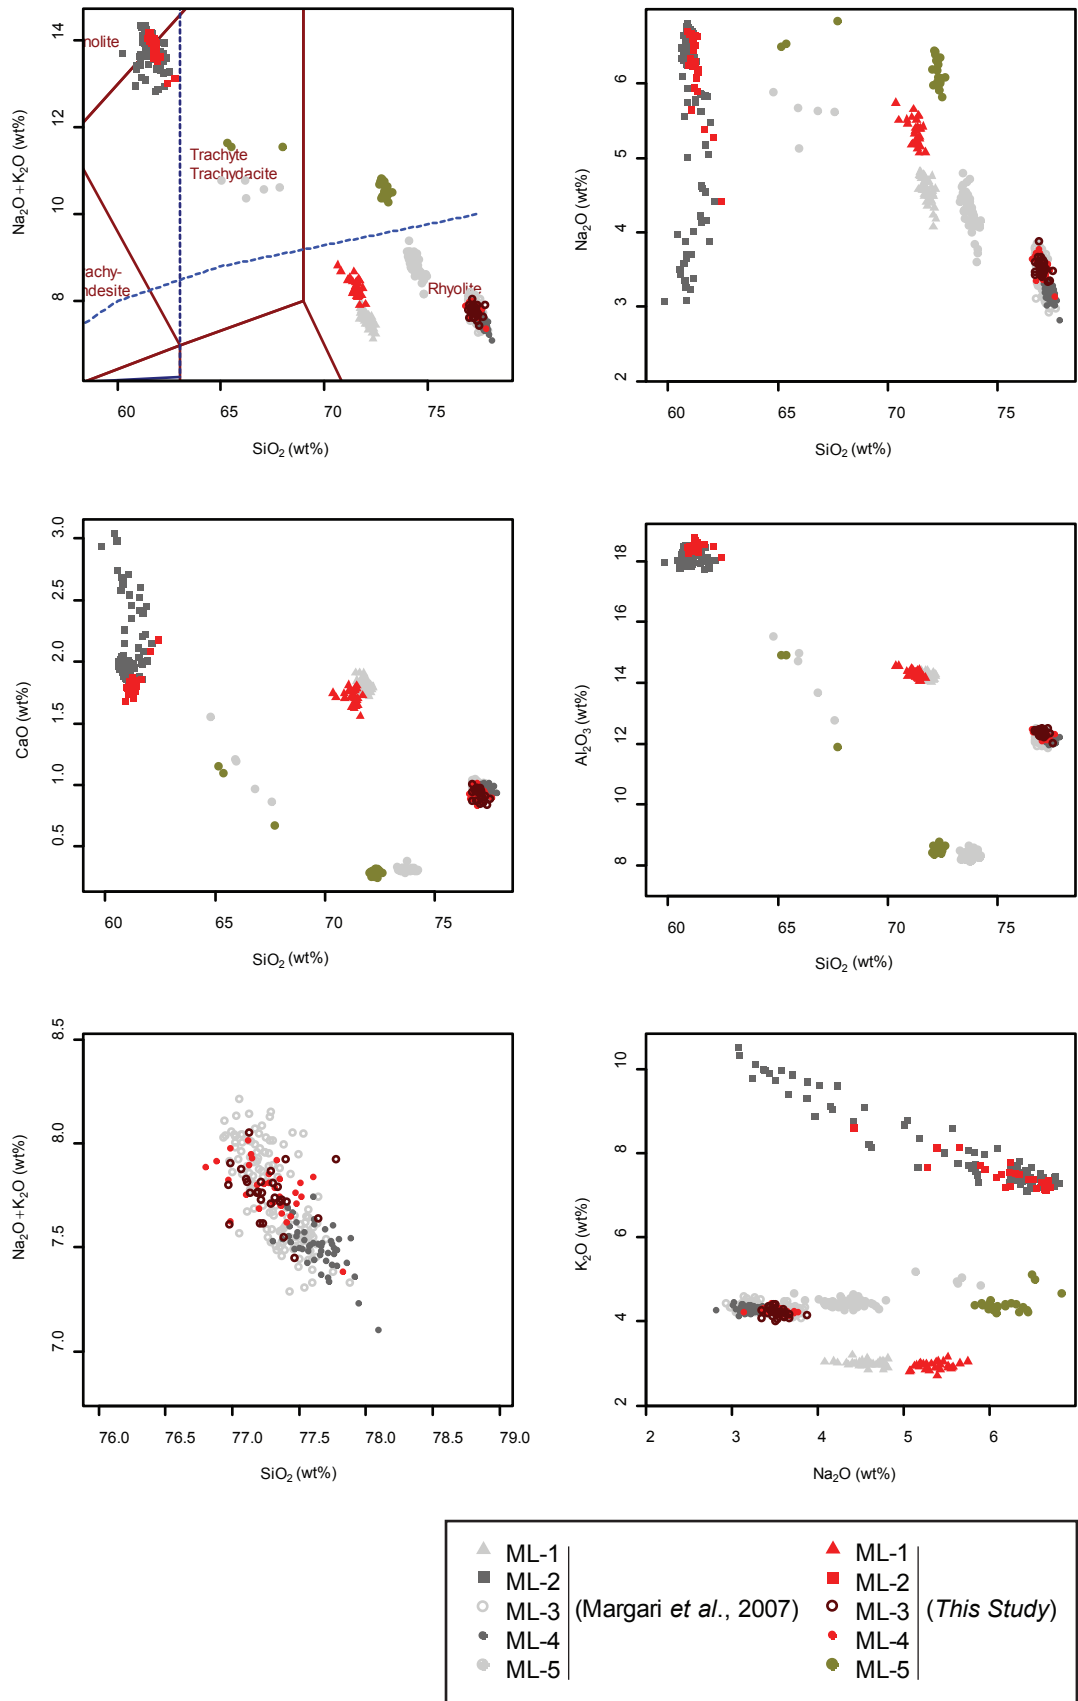 14
12
10
8
Na₂O + K₂O (wt%)
nolite
Trachyte
Trachydacite
achy-
ndesite
Rhyolite
60
65
70
75
SiO₂ (wt%)
6
5
4
3
2
Na₂O (wt%)
60
65
70
75
SiO₂ (wt%)
3.0
2.5
2.0
1.5
1.0
0.5
CaO (wt%)
60
65
70
75
SiO₂ (wt%)
18
16
14
12
10
8
Al₂O₃ (wt%)
60
65
70
75
SiO₂ (wt%)
8.5
8.0
7.5
7.0
Na₂O + K₂O (wt%)
76.0
76.5
77.0
77.5
78.0
78.5
79.0
SiO₂ (wt%)
10
8
6
4
2
K₂O (wt%)
2
3
4
5
6
Na₂O (wt%)
ML-1
ML-2
ML-3
ML-4
ML-5
(Margari et al., 2007)
ML-1
ML-2
ML-3
ML-4
ML-5
(This Study)